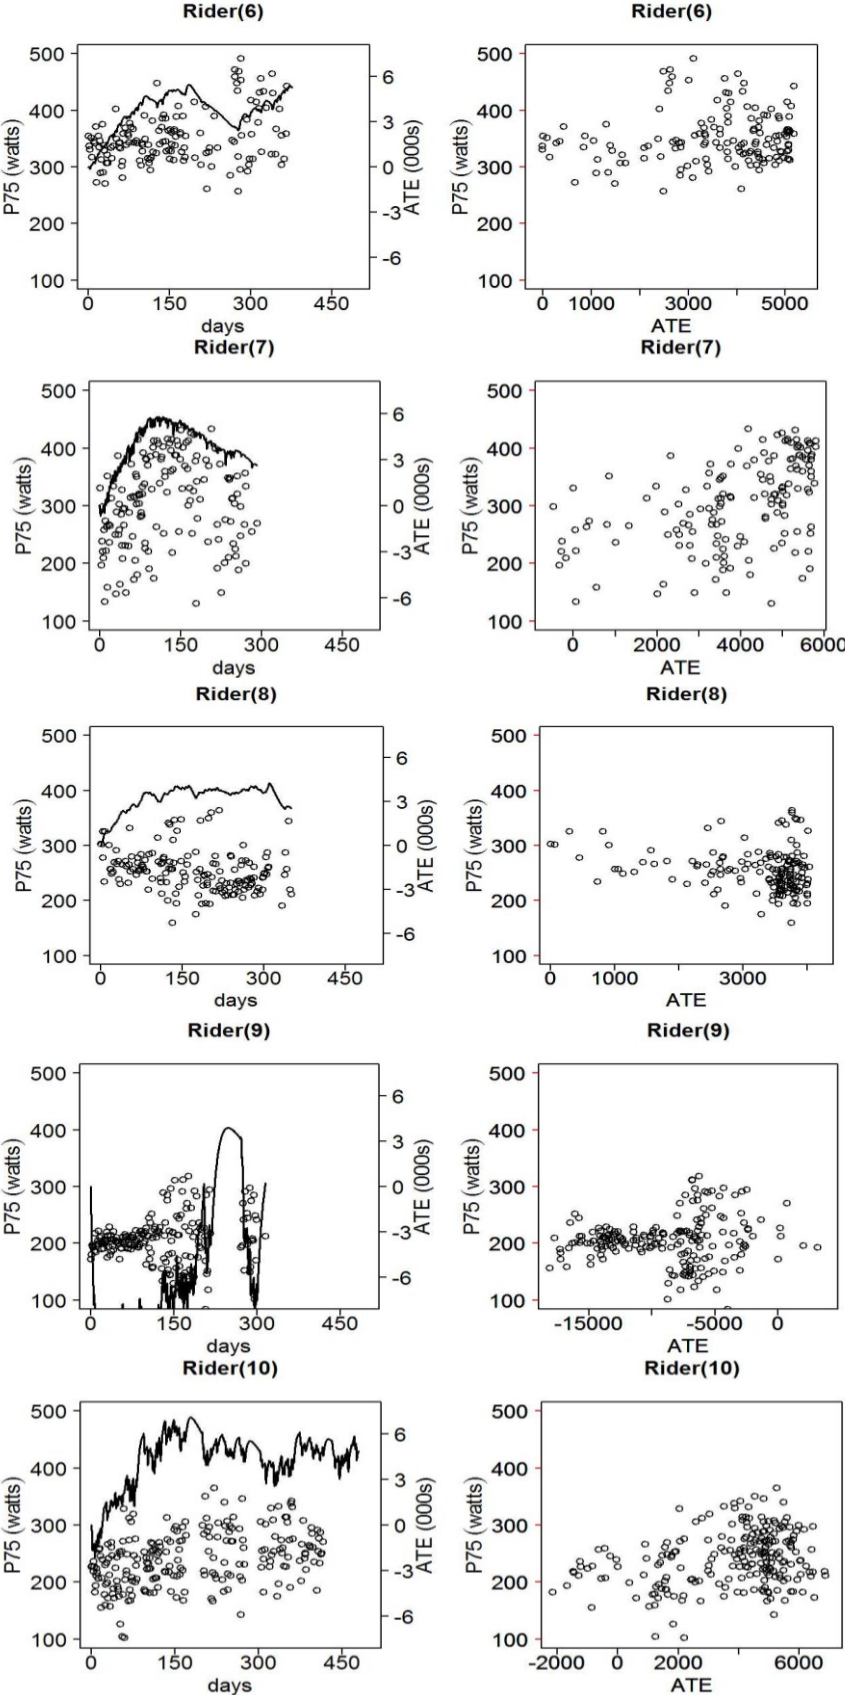 Rider(6) Rider(6)
500 6 500
400 3 400
300 0 300
200 -3 200
100 -6 100
P75 (watts) ATE (000s) P75 (watts)
0 150 300 450 0 1000 3000 5000
days ATE
Rider(7) Rider(7)
500 6 500
400 3 400
300 0 300
200 -3 200
100 -6 100
P75 (watts) ATE (000s) P75 (watts)
0 150 300 450 0 2000 4000 6000
days ATE
Rider(8) Rider(8)
500 6 500
400 3 400
300 0 300
200 -3 200
100 -6 100
P75 (watts) ATE (000s) P75 (watts)
0 150 300 450 0 1000 3000
days ATE
Rider(9) Rider(9)
500 6 500
400 3 400
300 0 300
200 -3 200
100 -6 100
P75 (watts) ATE (000s) P75 (watts)
0 150 300 450 -15000 -5000 0
days ATE
Rider(10) Rider(10)
500 6 500
400 3 400
300 0 300
200 -3 200
100 -6 100
P75 (watts) ATE (000s) P75 (watts)
0 150 300 450 -2000 0 2000 6000
days ATE